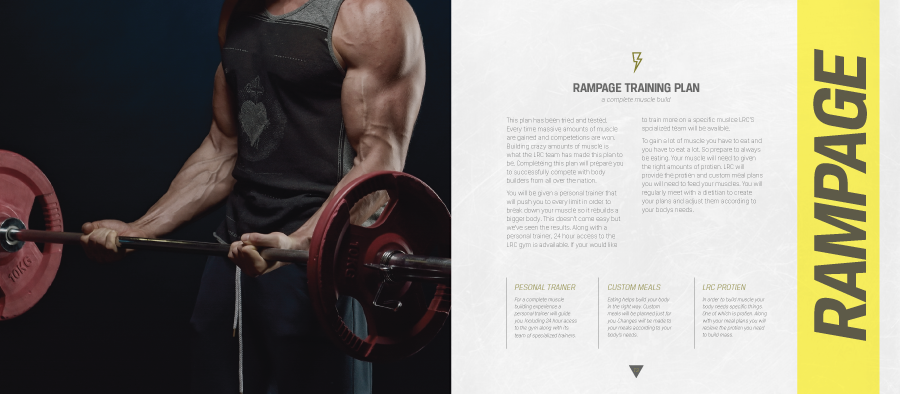 RAMPAGE TRAINING PLAN
a complete muscle build
This plan has been tried and tested.
Every time massive amounts of muscle
are gained and competetions are won.
Building crazy amounts of muscle is
what the LRC team has made this plan to
be. Completeing this plan will prepare you
to successfully compete with body
builders from all over the nation.
You will be given a personal trainer that
will push you to every limit in order to
break down your muscle so it rebuilds a
bigger body. This doesn't come easy but
we've seen the results. Along with a
personal trainer, 24 hour access to the
LRC gym is advailable. If your would like
to train more on a specific muslce LRC'S
spcialized team will be avalible.
To gain a lot of muscle you have to eat and
you have to eat a lot. So prepare to always
be eating. Your muscle will need to given
the right amounts of protien. LRC will
provide the protien and custom meal plans
you will need to feed your muscles. You will
regularly meet with a dietitian to create
your plans and adjust them according to
your bodys needs.
PESONAL TRAINER
For a complete muscle
building experience a
personal trainer will guide
you. Including 24 hour access
to the gym along with its
team of specialized trainers.
CUSTOM MEALS
Eating helps build your body
in the right way. Custom
meals will be planned just for
you. Changes will be made to
your meals according to your
body's needs.
LRC PROTIEN
In order to build muscle your
body needs specific things.
One of which is protien. Along
with your meal plans you will
receive the protien you need
to build mass.
RAMPAGE
10KG